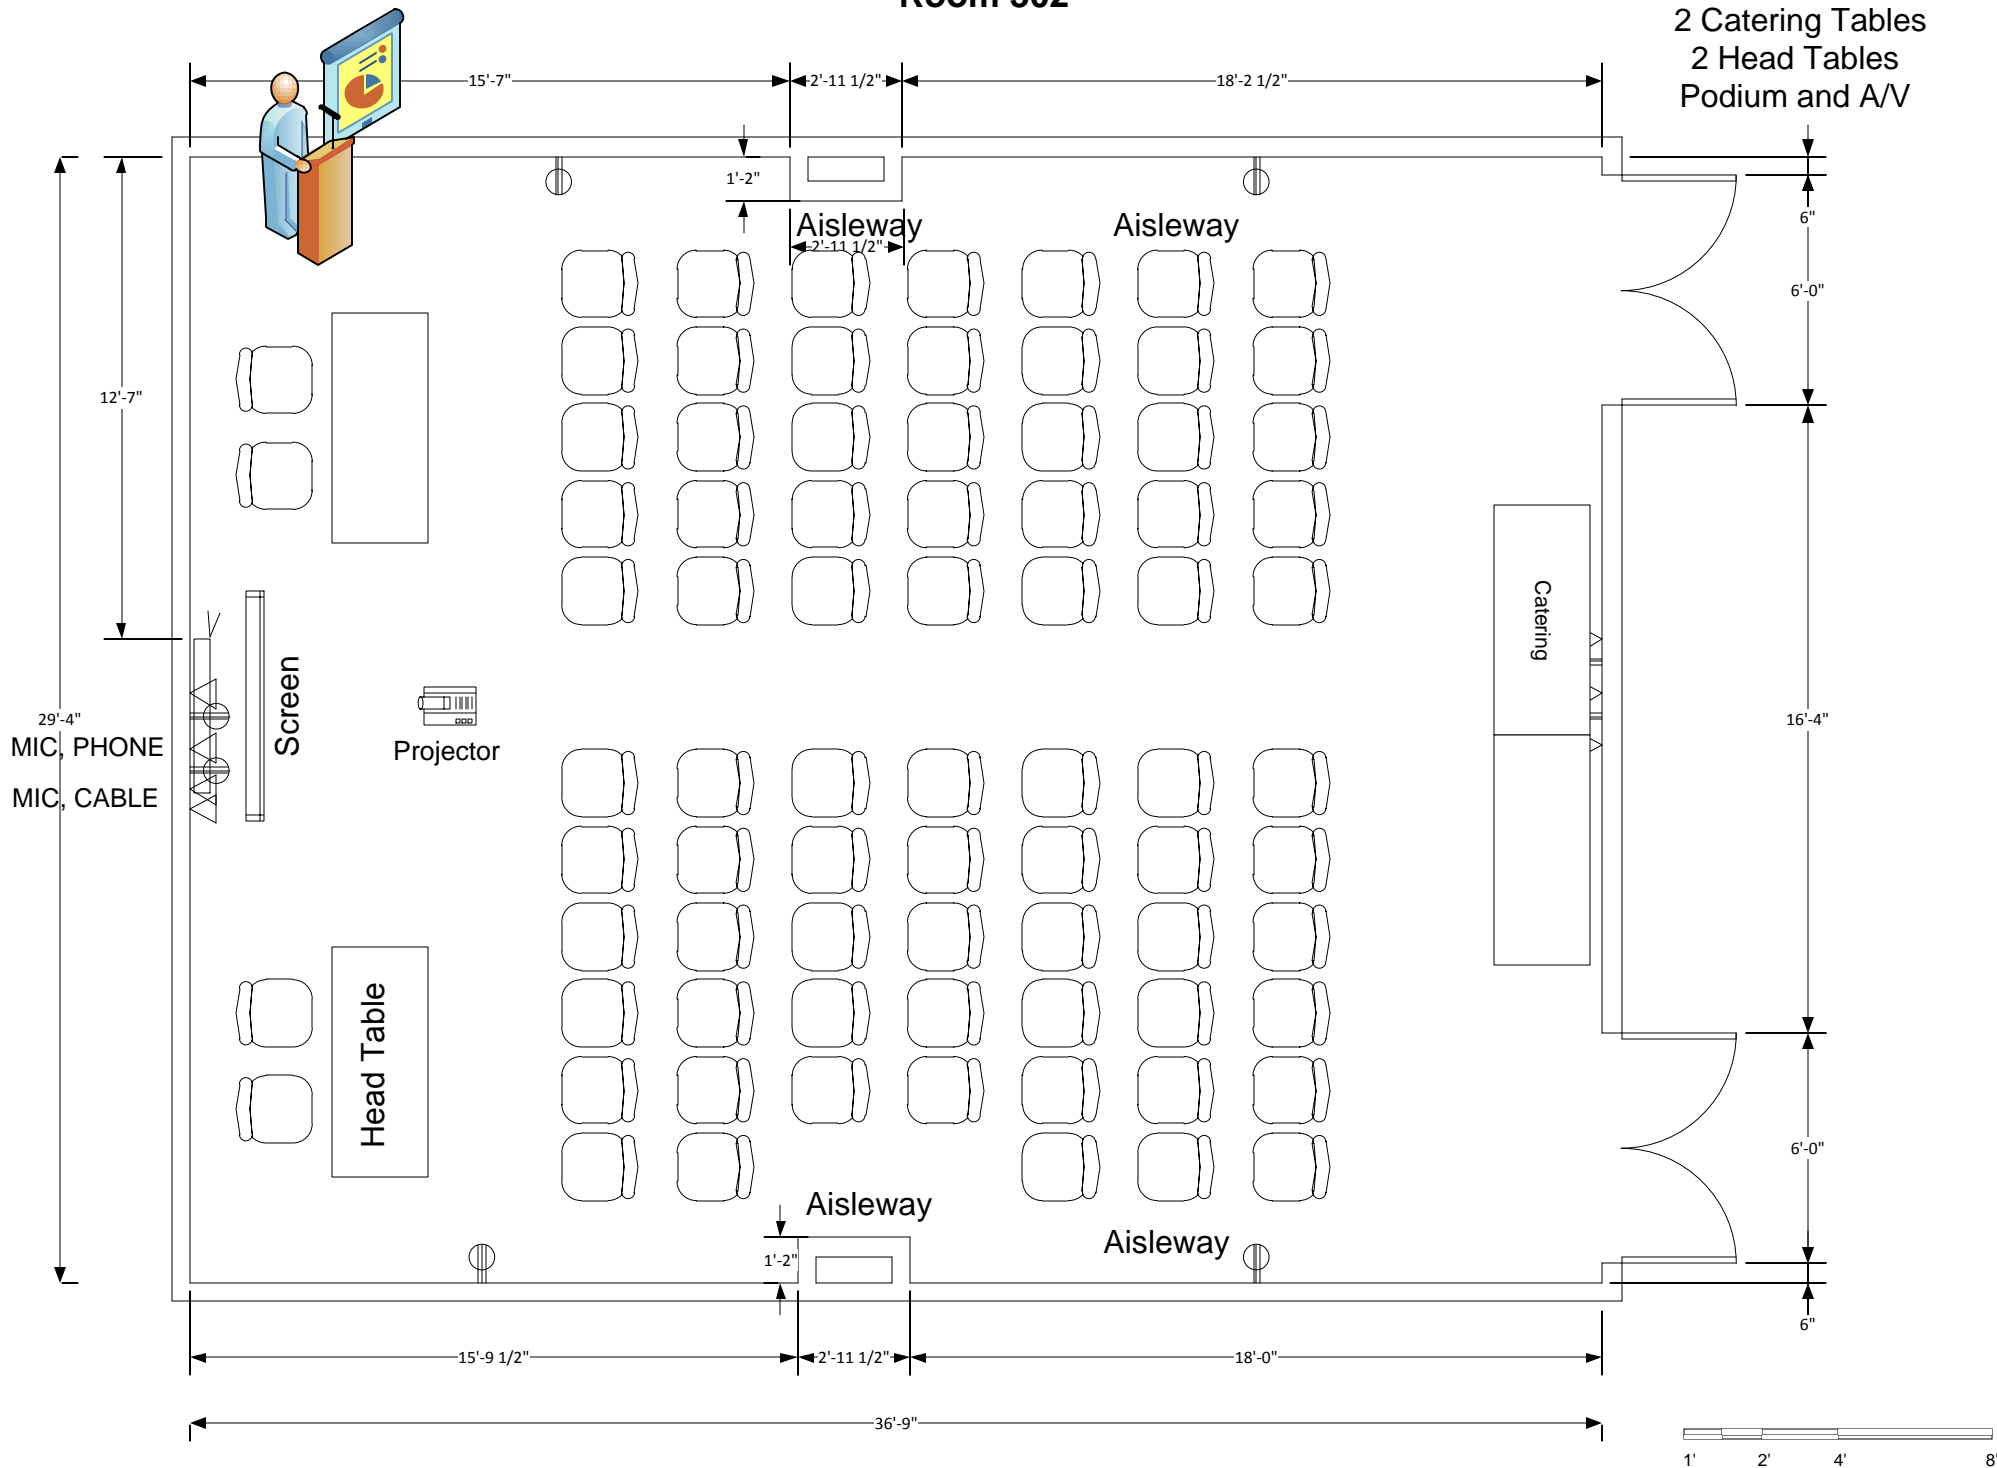 2 Catering Tables
2 Head Tables
Podium and A/V
15'-7"
2'-11 1/2"
18'-2 1/2"
1'-2"
Aisleway
Aisleway
2'-11 1/2"
6"
6'-0"
12'-7"
Catering
Screen
29'-4"
16'-4"
MIC, PHONE
Projector
MIC, CABLE
Head Table
6'-0"
Aisleway
Aisleway
1'-2"
6"
15'-9 1/2"
2'-11 1/2"
18'-0"
36'-9"
1' 2' 4' 8'